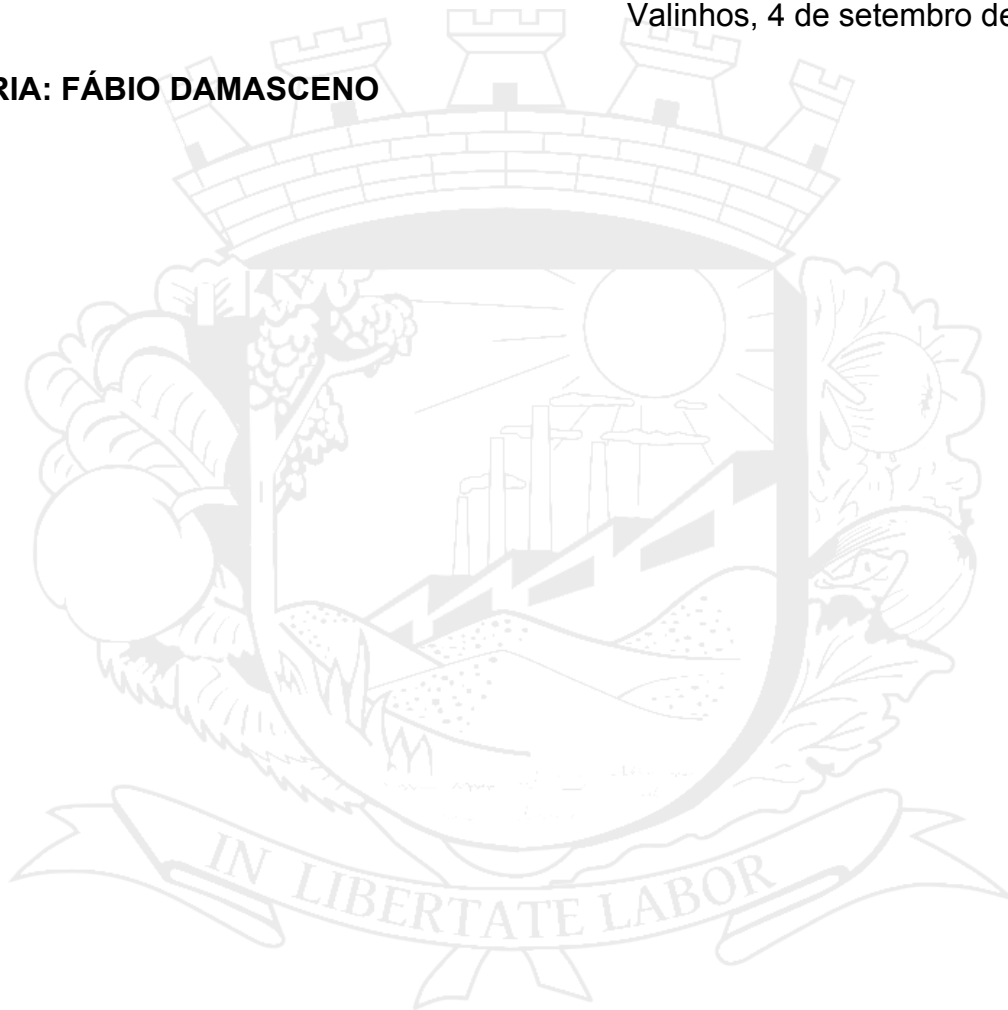 Valinhos, 4 de setembro de
RIA: FÁBIO DAMASCENO
IN LIBERTATE LABOR